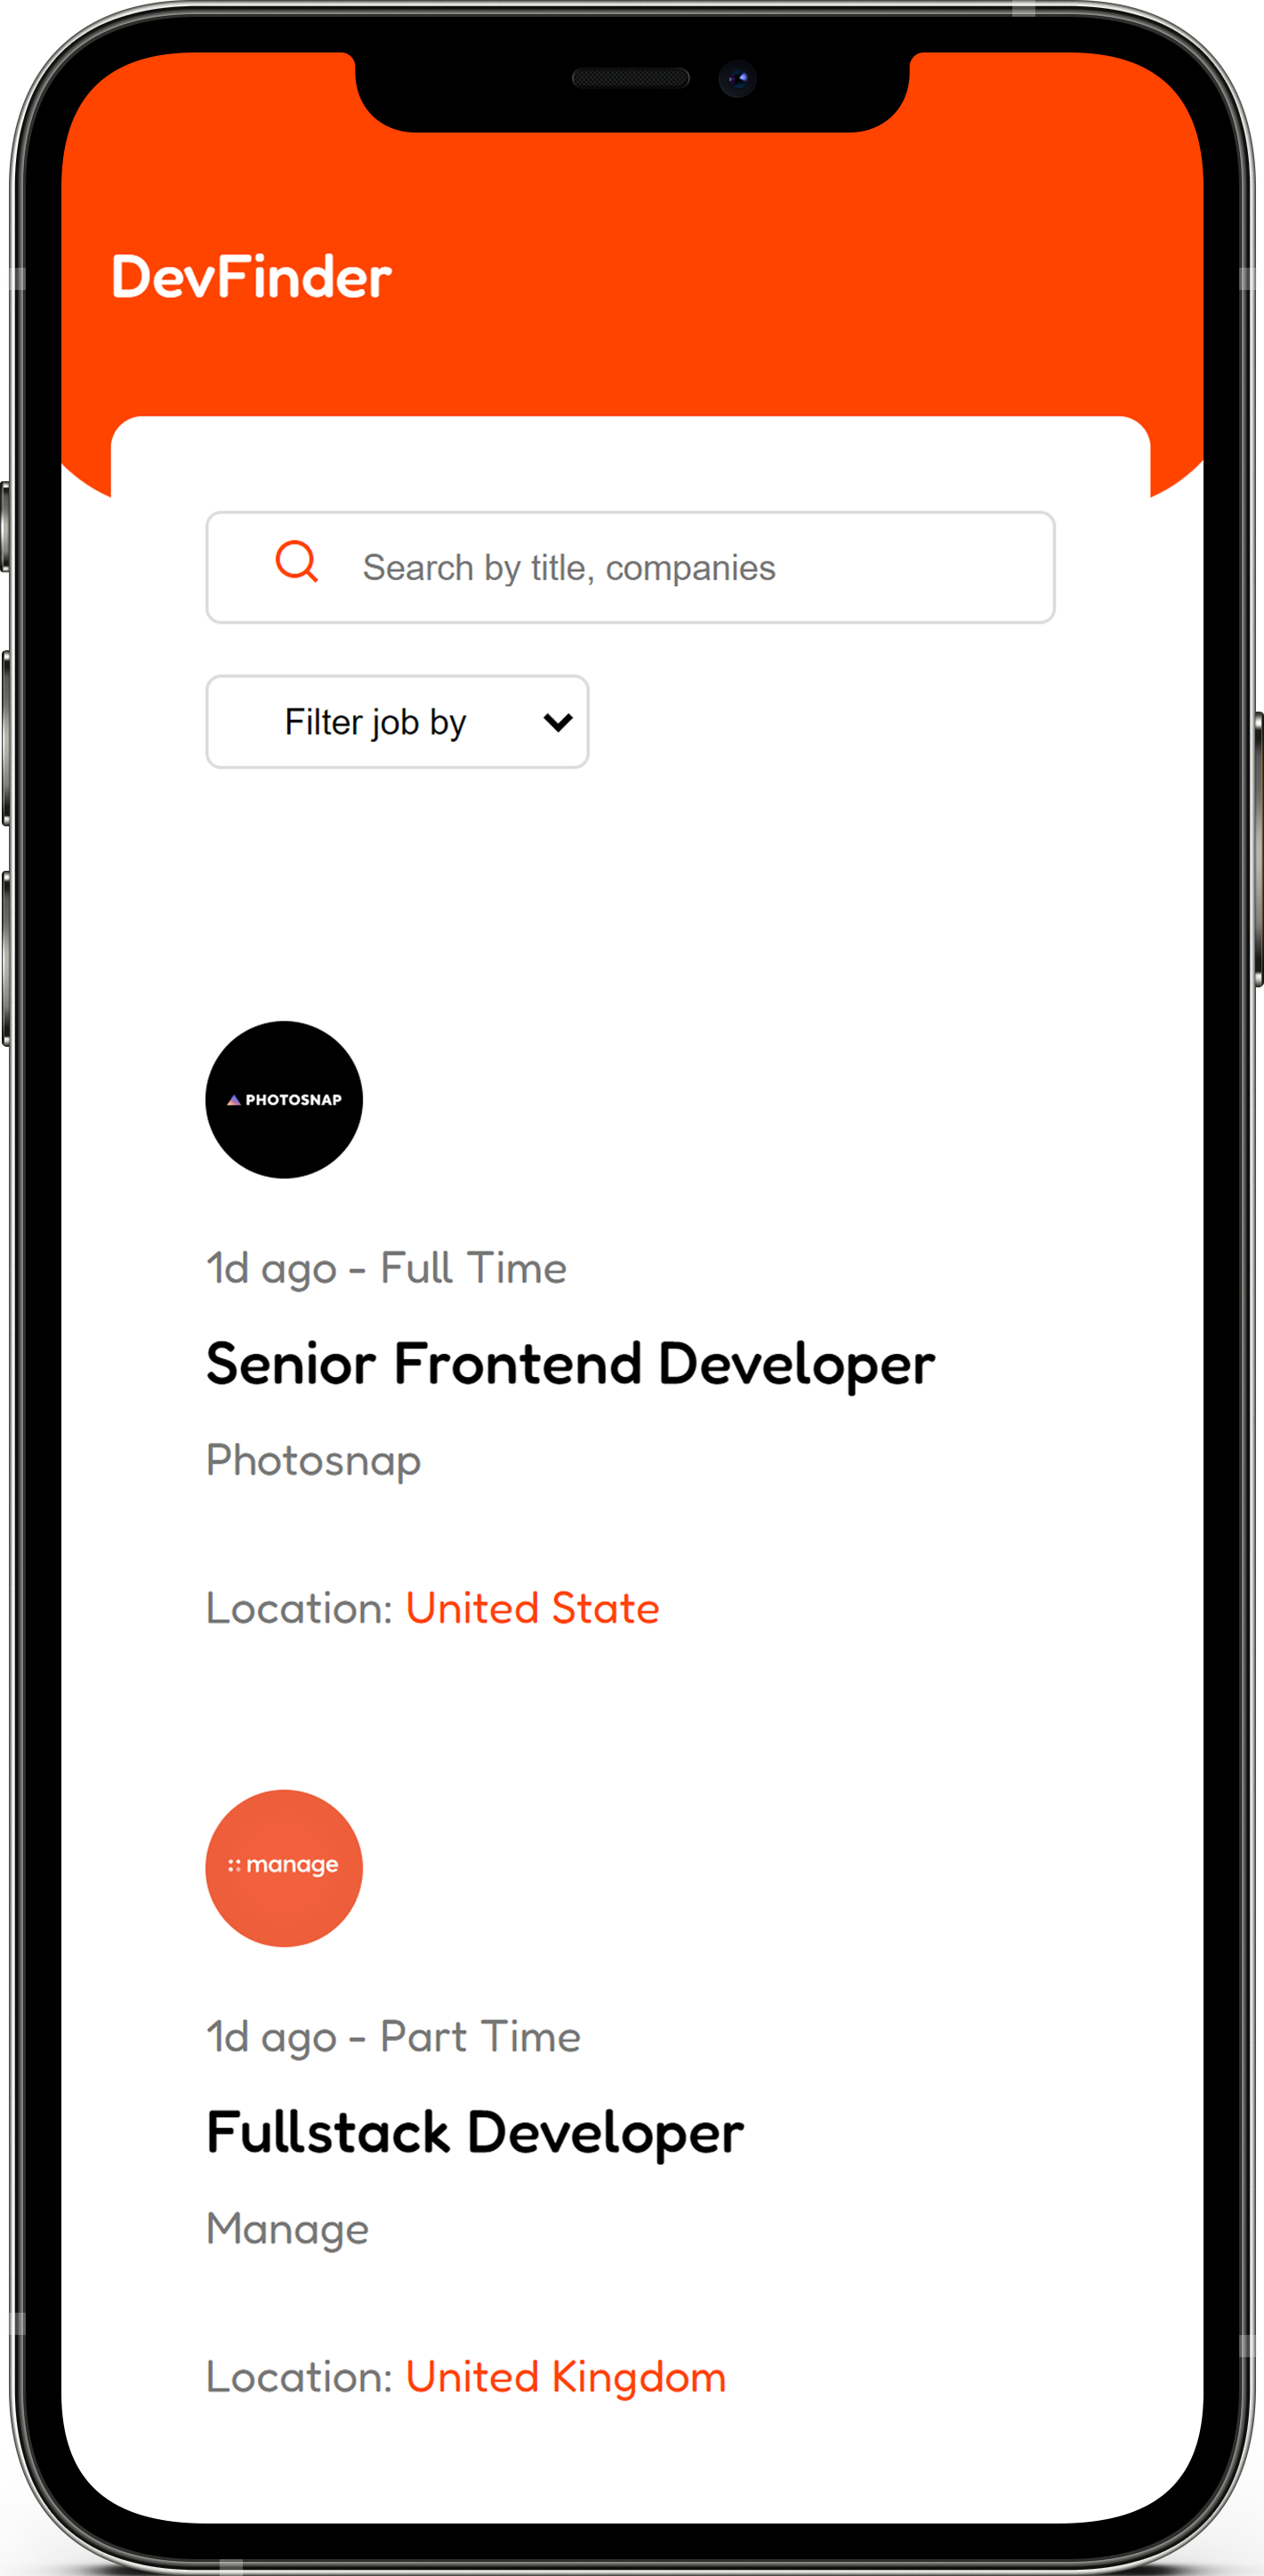 DevFinder
Search by title, companies
Filter job by
PHOTOSNAP
1d ago - Full Time
Senior Frontend Developer
Photosnap
Location: United State
manage
1d ago - Part Time
Fullstack Developer
Manage
Location: United Kingdom